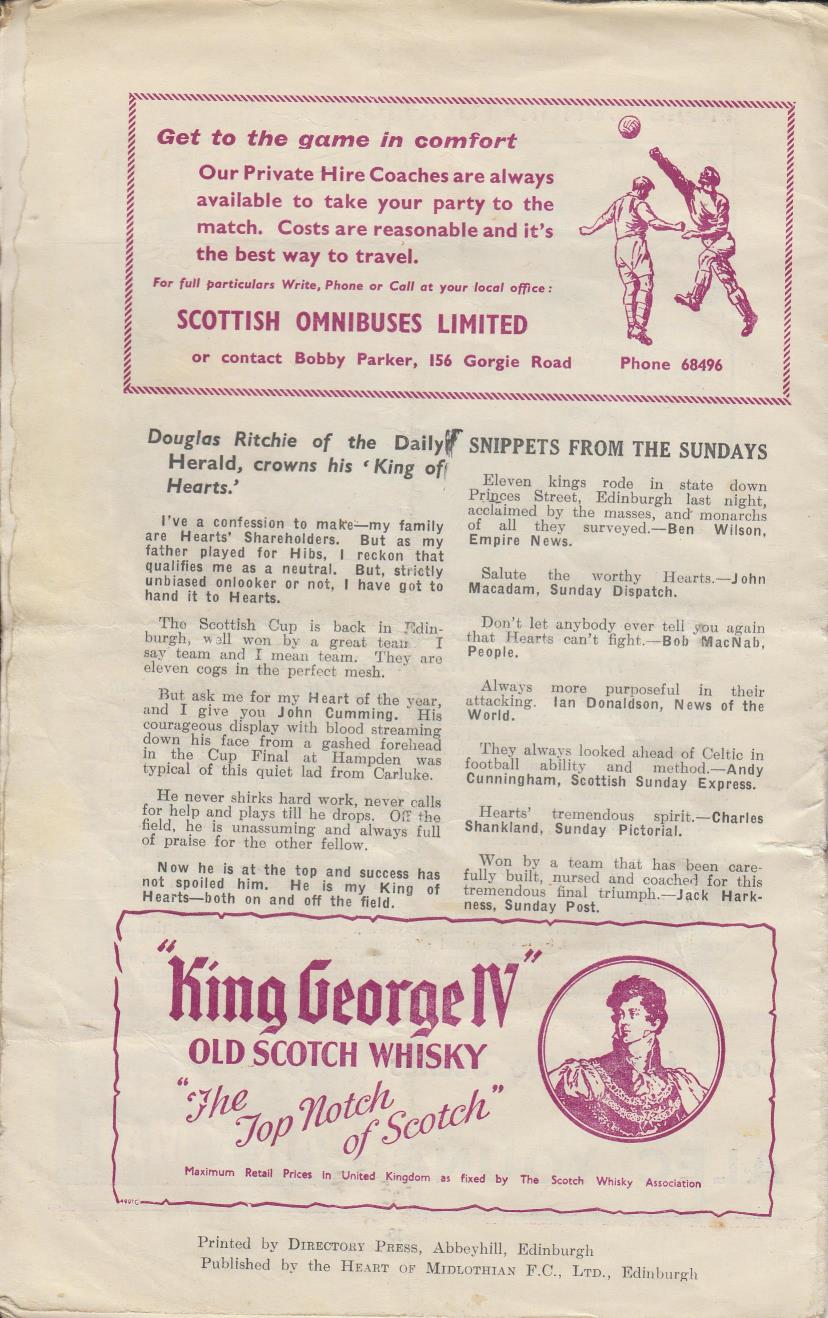 Get to the game in comfort
Our Private Hire Coaches are always
available to take your party to the
match. Costs are reasonable and it's
the best way to travel.
For full particulars Write, Phone or Call at your local office:
SCOTTISH OMNIBUSES LIMITED
or contact Bobby Parker, 156 Gorgie Road Phone 68496
Douglas Ritchie of the Daily
Herald, crowns his 'King of
Hearts.'
I've a confession to make—my family
are Hearts' Shareholders. But as my
father played for Hibs, I reckon that
qualifies me as a neutral. But, strictly
unbiased onlooker or not, I have got to
hand it to Hearts.
The Scottish Cup is back in Edin-
burgh, well won by a great team. I
say team and I mean team. They are
eleven cogs in the perfect mesh.
But ask me for my Heart of the year,
and I give you John Cumming. His
courageous display with blood streaming
down his face from a gashed forehead
in the Cup Final at Hampden was
typical of this quiet lad from Carluke.
He never shirks hard work, never calls
for help and plays till he drops. Off the
field, he is unassuming and always full
of praise for the other fellow.
Now he is at the top and success has
not spoiled him. He is my King of
Hearts—both on and off the field.
SNIPPETS FROM THE SUNDAYS
Eleven kings rode in state down
Princes Street, Edinburgh last night,
acclaimed by the masses, and monarchs
of all they surveyed.—Ben Wilson,
Empire News.
Salute the worthy Hearts.—John
Macadam, Sunday Dispatch.
Don't let anybody ever tell you again
that Hearts can't fight.—Bob MacNab,
People.
Always more purposeful in their
attacking. Ian Donaldson, News of the
World.
They always looked ahead of Celtic in
football ability and method.—Andy
Cunningham, Scottish Sunday Express.
Hearts' tremendous spirit.—Charles
Shankland, Sunday Pictorial.
Won by a team that has been care-
fully built, nursed and coached for this
tremendous final triumph.—Jack Hark-
ness, Sunday Post.
"King George IV"
OLD SCOTCH WHISKY
"The
Top Notch
of Scotch"
Maximum Retail Prices in United Kingdom as fixed by The Scotch Whisky Association
Printed by DIRECTORY PRESS, Abbeyhill, Edinburgh
Published by the HEART OF MIDLOTHIAN F.C., LTD., Edinburgh